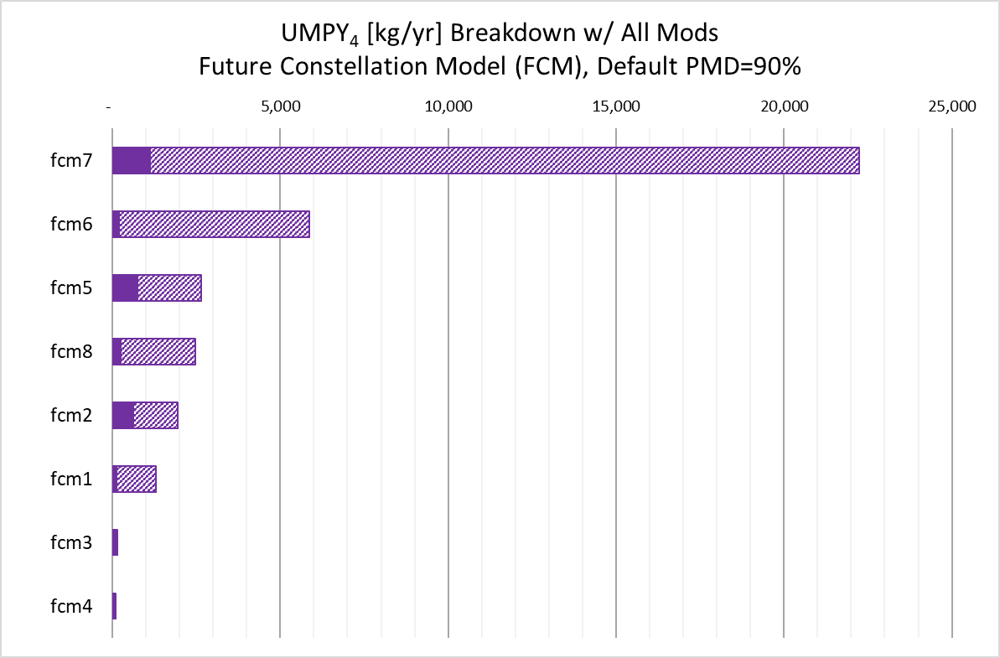 UMPY₄ [kg/yr] Breakdown w/ All Mods
Future Constellation Model (FCM), Default PMD=90%
- 5,000 10,000 15,000 20,000 25,000
fcm7
fcm6
fcm5
fcm8
fcm2
fcm1
fcm3
fcm4